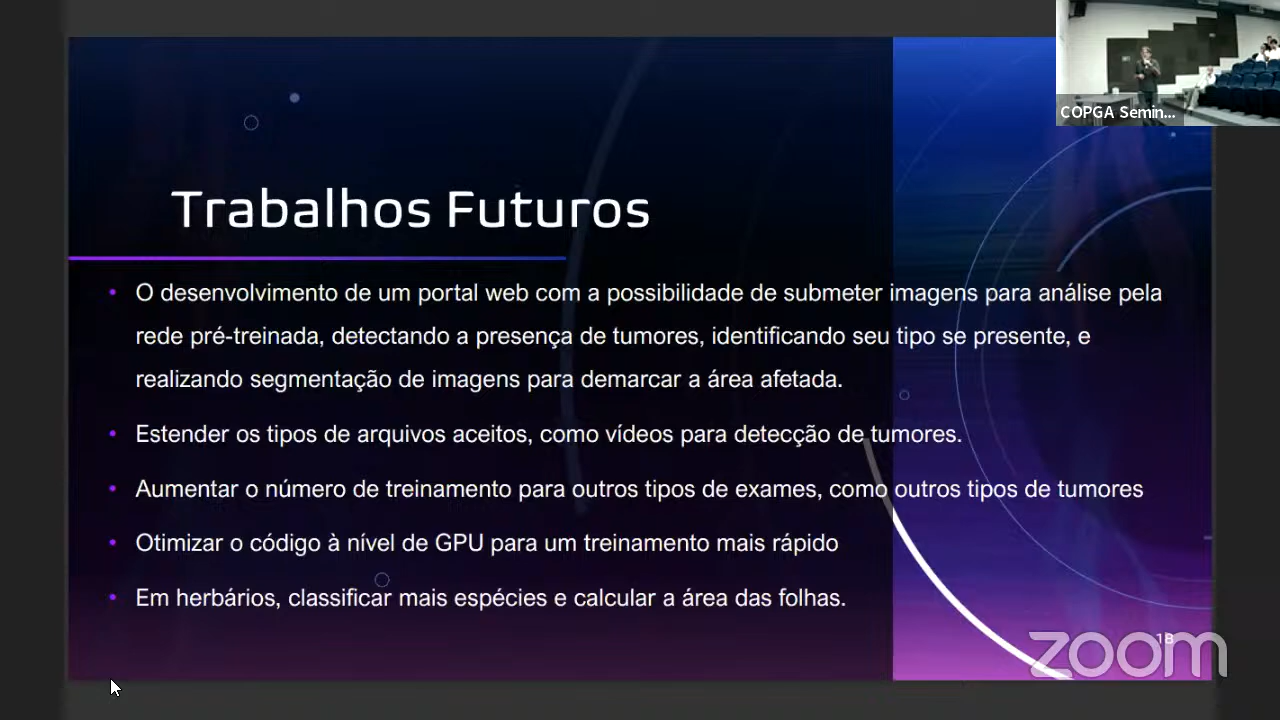 COPGA Semin...
Trabalhos Futuros
• O desenvolvimento de um portal web com a possibilidade de submeter imagens para análise pela
rede pré-treinada, detectando a presença de tumores, identificando seu tipo se presente, e
realizando segmentação de imagens para demarcar a área afetada.
• Estender os tipos de arquivos aceitos, como vídeos para detecção de tumores.
• Aumentar o número de treinamento para outros tipos de exames, como outros tipos de tumores
• Otimizar o código à nível de GPU para um treinamento mais rápido
• Em herbários, classificar mais espécies e calcular a área das folhas.
18
zoom